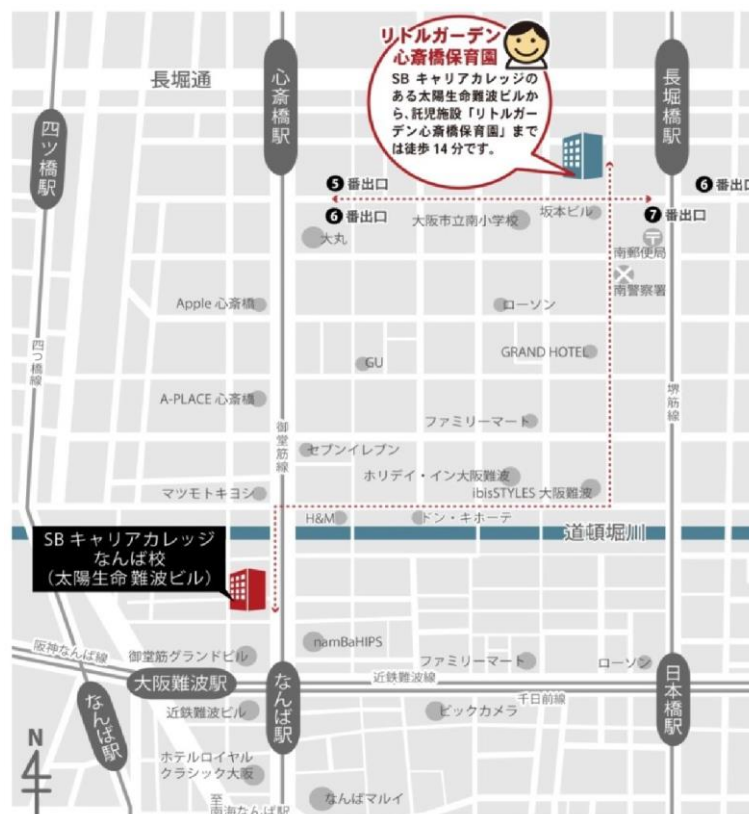 リトルガーデン
心斎橋保育園
SB キャリアカレッジの
ある太陽生命難波ビルか
ら、託児施設「リトルガー
デン心斎橋保育園」まで
は徒歩 14 分です。
長堀通
心斎橋駅
長堀橋駅
四ツ橋駅
5 番出口
6 番出口
6 番出口
7 番出口
大阪市立南小学校
坂本ビル
大丸
南郵便局
南警察署
Apple 心斎橋
ローソン
四つ橋線
GU
GRAND HOTEL
A-PLACE 心斎橋
堺筋線
御堂筋線
ファミリーマート
セブンイレブン
ホリデイ・イン大阪難波
マツモトキヨシ
ibisSTYLES 大阪難波
H&M
ドン・キホーテ
道頓堀川
SB キャリアカレッジ
なんば校
(太陽生命 難波ビル)
namBaHIPS
阪神なんば線
御堂筋グランドビル
ファミリーマート
ローソン
大阪難波駅
なんば駅
近鉄難波線
日本橋駅
千日前線
なんば駅
近鉄難波ビル
ビックカメラ
N
ホテルロイヤル
クラシック大阪
至
南海なんば駅
なんばマルイ